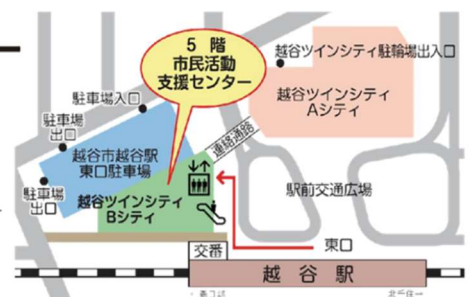 5 階
市民活動
支援センター
越谷ツインシティ駐輪場出入口
越谷ツインシティ
Aシティ
駐車場入口
駐車場
出口
越谷市越谷駅
東口駐車場
連絡通路
駐車場
出口
越谷ツインシティ
Bシティ
駅前交通広場
交番
東口
越谷駅
北千住→